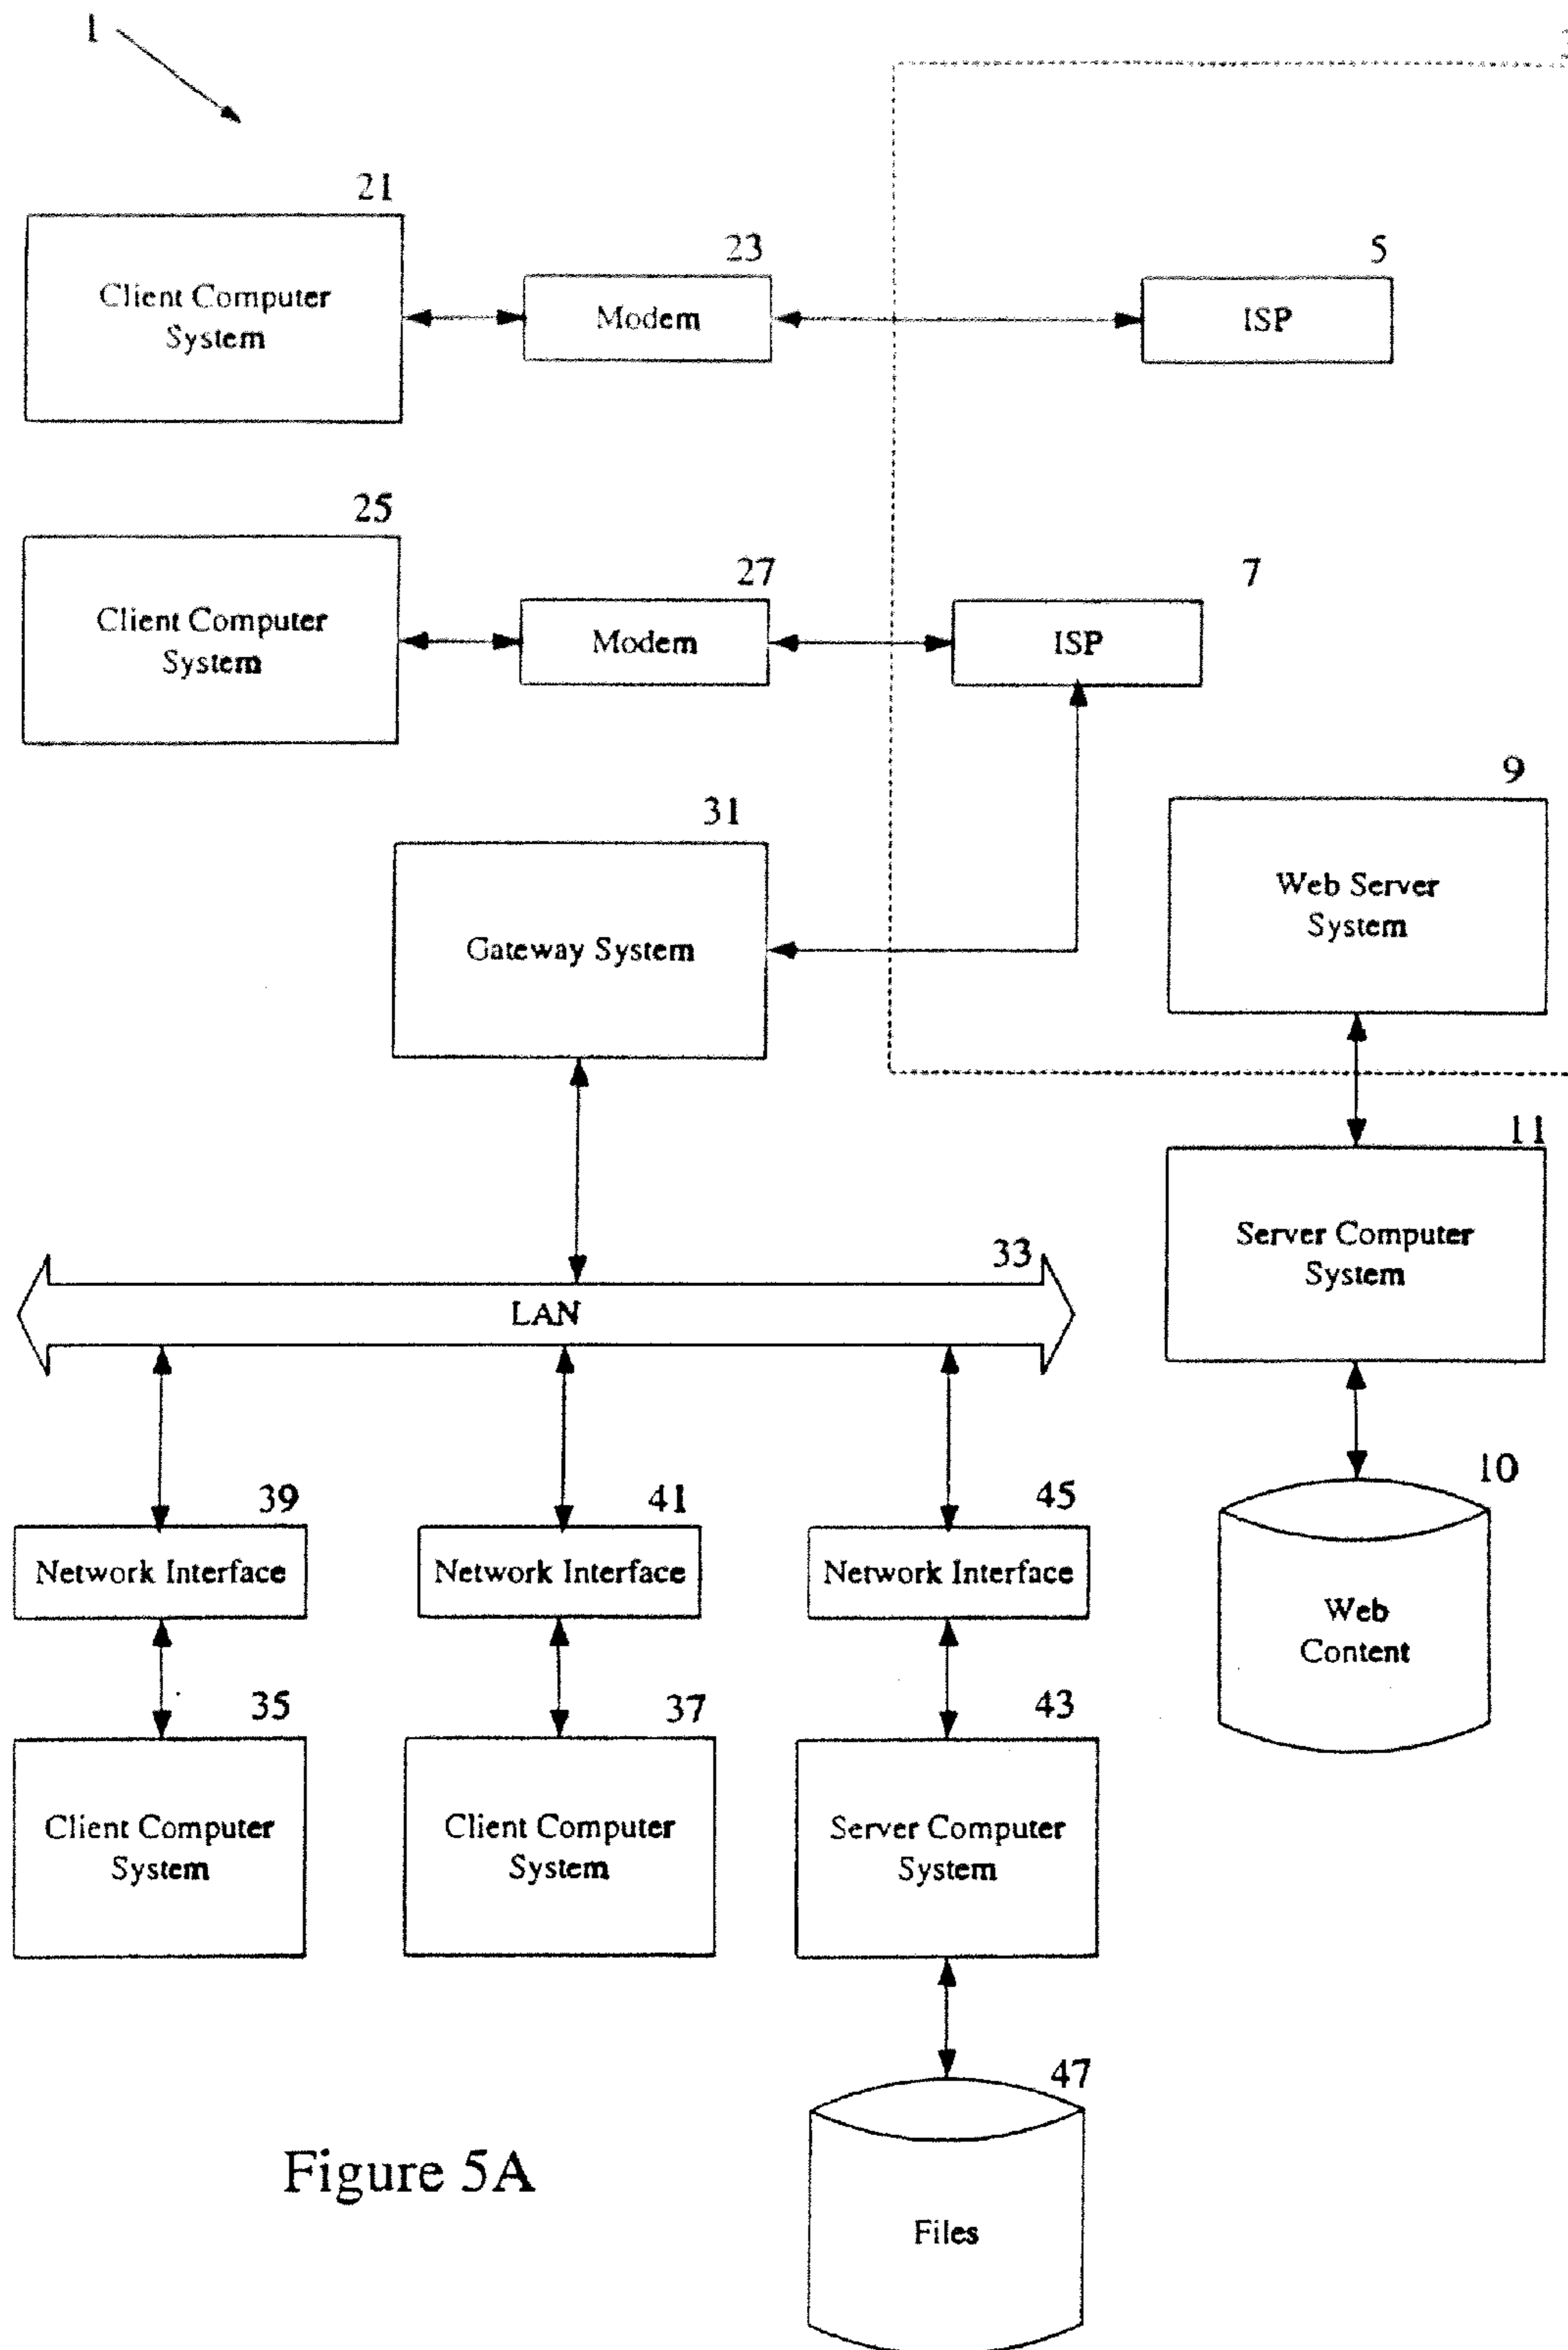 1
21
23
5
Client Computer
System
Modem
ISP
25
27
7
Client Computer
System
Modem
ISP
9
31
Web Server
System
Gateway System
11
Server Computer
System
33
LAN
10
39
41
45
Network Interface
Network Interface
Network Interface
Web
Content
35
37
43
Client Computer
System
Client Computer
System
Server Computer
System
47
Figure 5A
Files